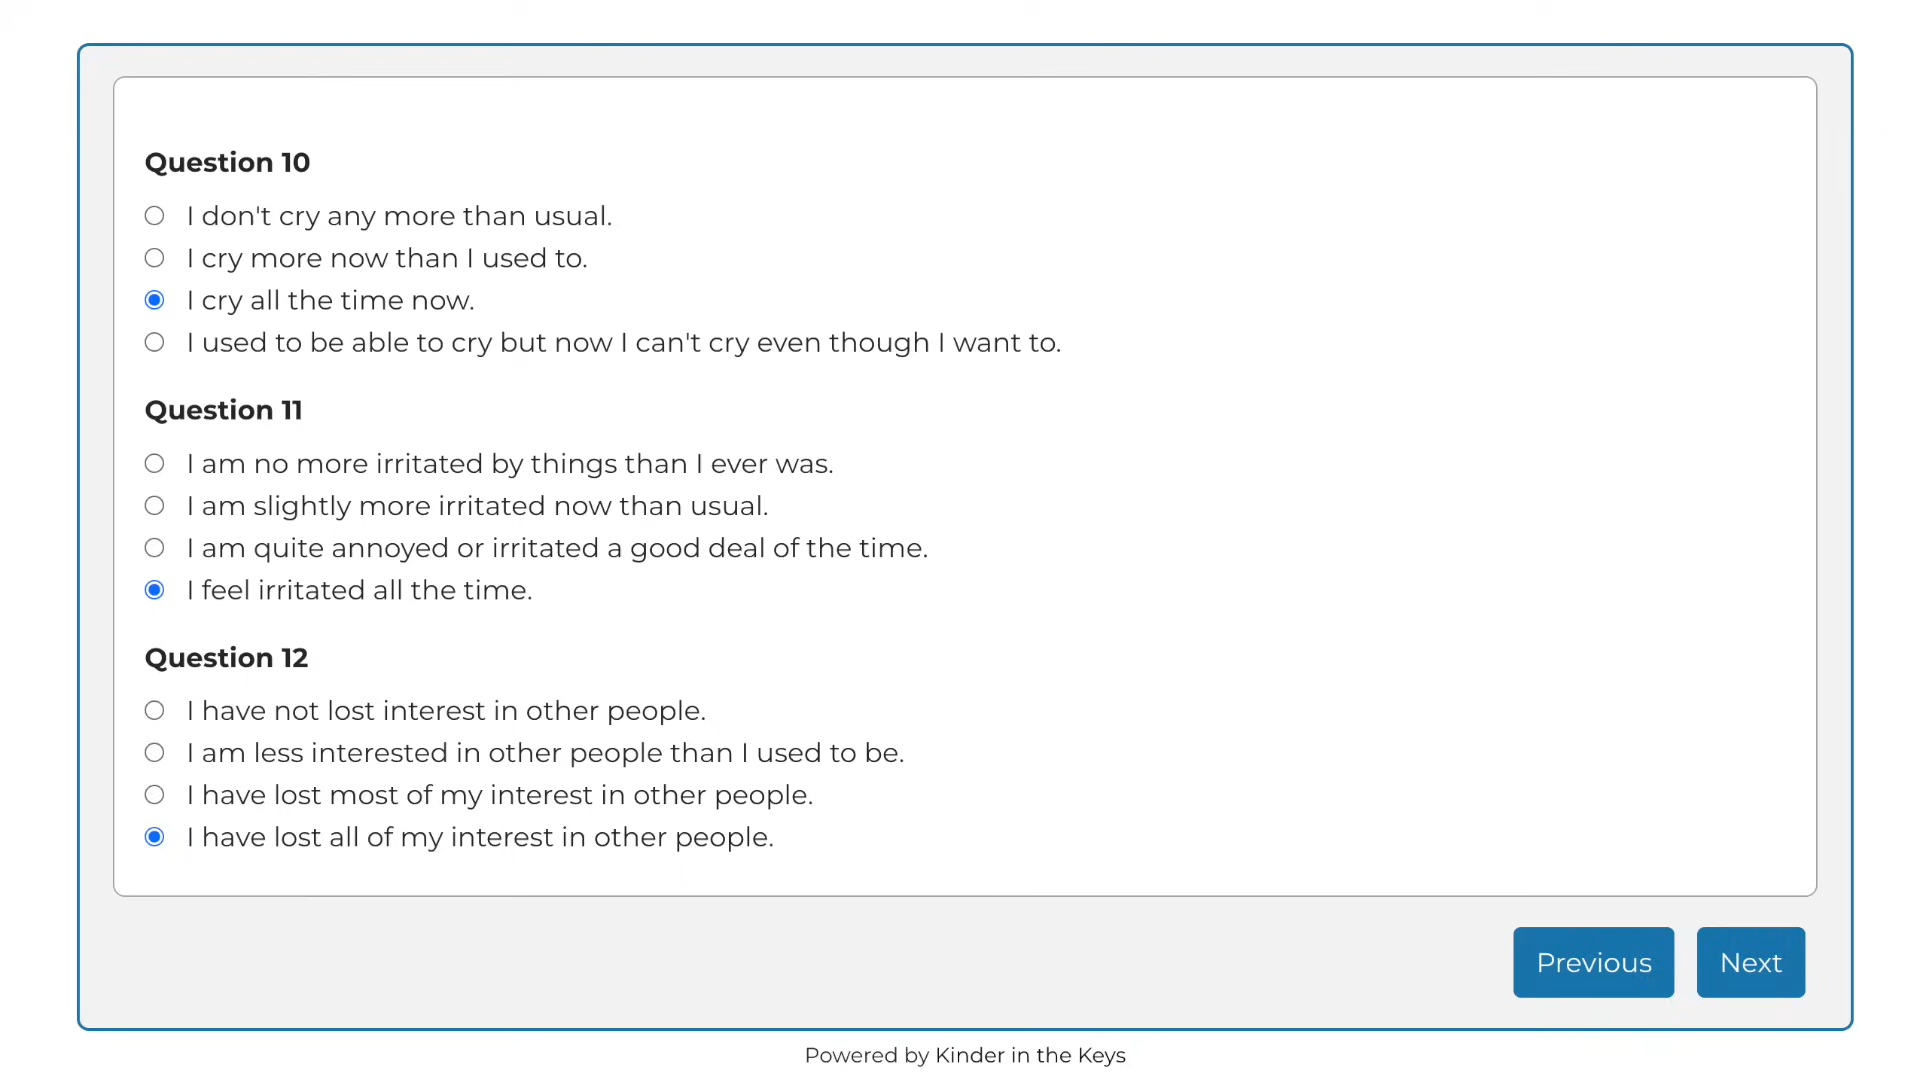 Question 10
I don't cry any more than usual.
I cry more now than I used to.
I cry all the time now.
I used to be able to cry but now I can't cry even though I want to.
Question 11
I am no more irritated by things than I ever was.
I am slightly more irritated now than usual.
I am quite annoyed or irritated a good deal of the time.
I feel irritated all the time.
Question 12
I have not lost interest in other people.
I am less interested in other people than I used to be.
I have lost most of my interest in other people.
I have lost all of my interest in other people.
Previous Next
Powered by Kinder in the Keys